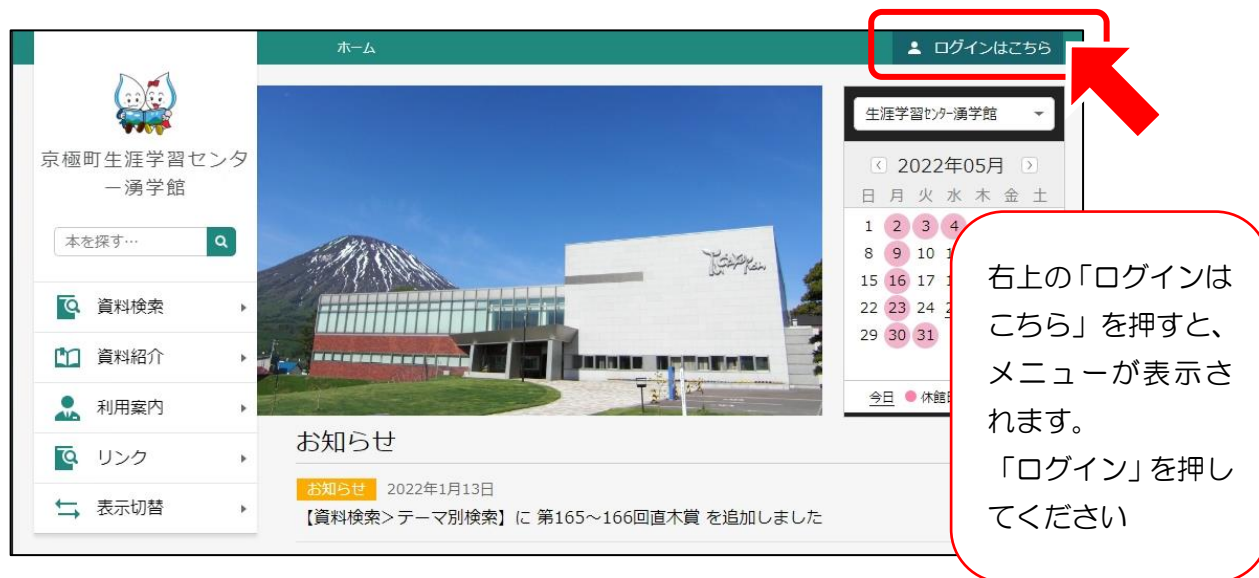 ホーム
ログインはこちら
京極町生涯学習センタ
ー湧学館
本を探す…
資料検索
資料紹介
利用案内
リンク
表示切替
生涯学習ｾﾝﾀｰ湧学館
2022年05月
日 月 火 水 木 金 土
1 2 3 4
8 9 10
15 16 17
22 23 24
29 30 31
今日 休館
お知らせ
お知らせ 2022年1月13日
【資料検索＞テーマ別検索】に 第165～166回直木賞 を追加しました
右上の「ログインは
こちら」を押すと、
メニューが表示さ
れます。
「ログイン」を押し
てください